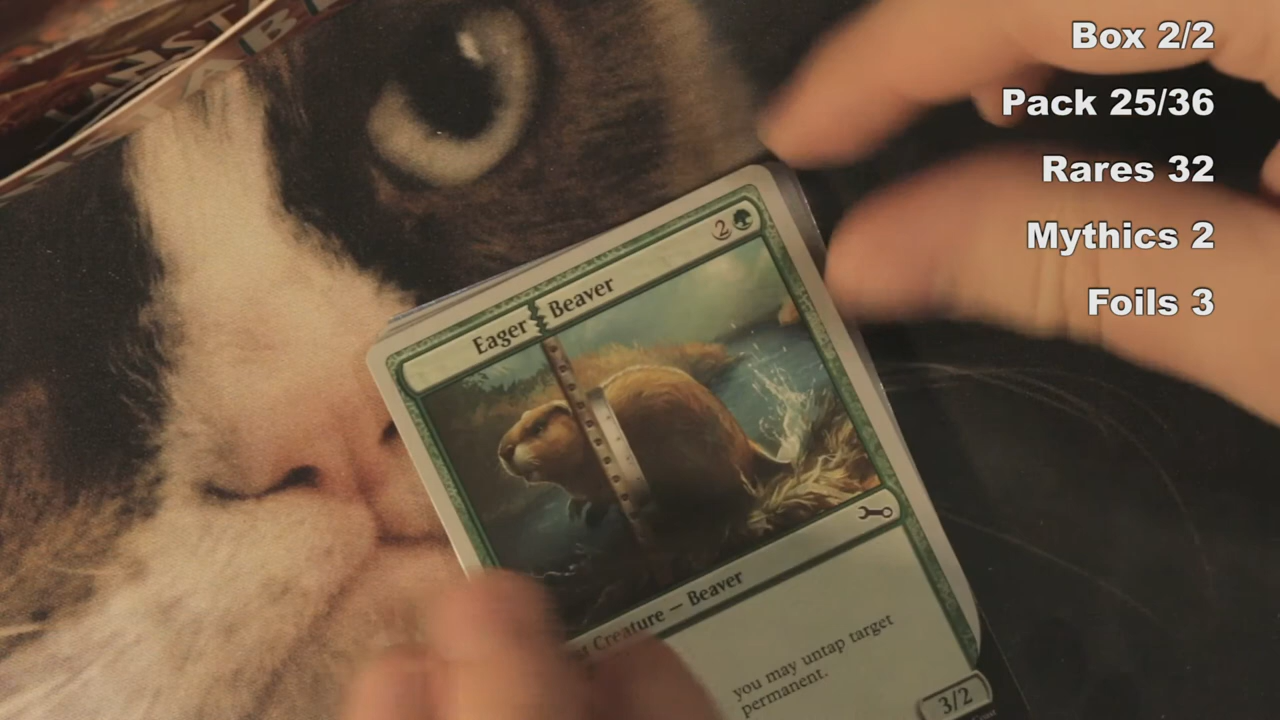 Box 2/2
Pack 25/36
Rares 32
Mythics 2
Foils 3
2
Eager Beaver
Creature — Beaver
you may untap target
permanent.
3/2